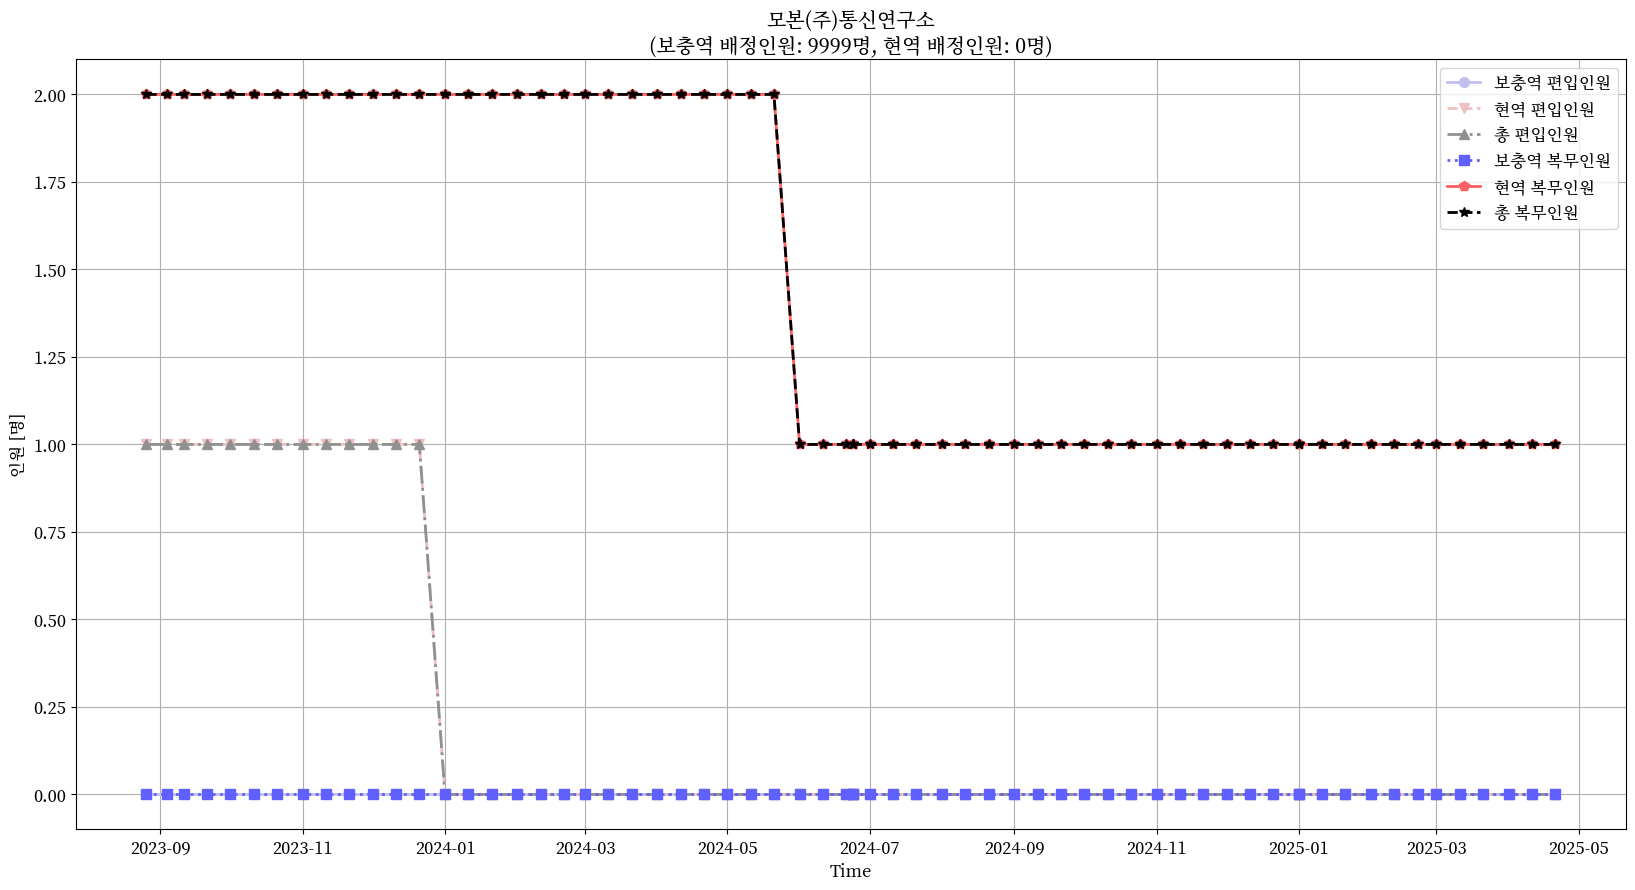 모본(주)통신연구소
(보충역 배정인원: 9999명, 현역 배정인원: 0명)
보충역 편입인원
현역 편입인원
총 편입인원
보충역 복무인원
현역 복무인원
총 복무인원
인원 [명]
2.00
1.75
1.50
1.25
1.00
0.75
0.50
0.25
0.00
2023-09 2023-11 2024-01 2024-03 2024-05 2024-07 2024-09 2024-11 2025-01 2025-03 2025-05
Time